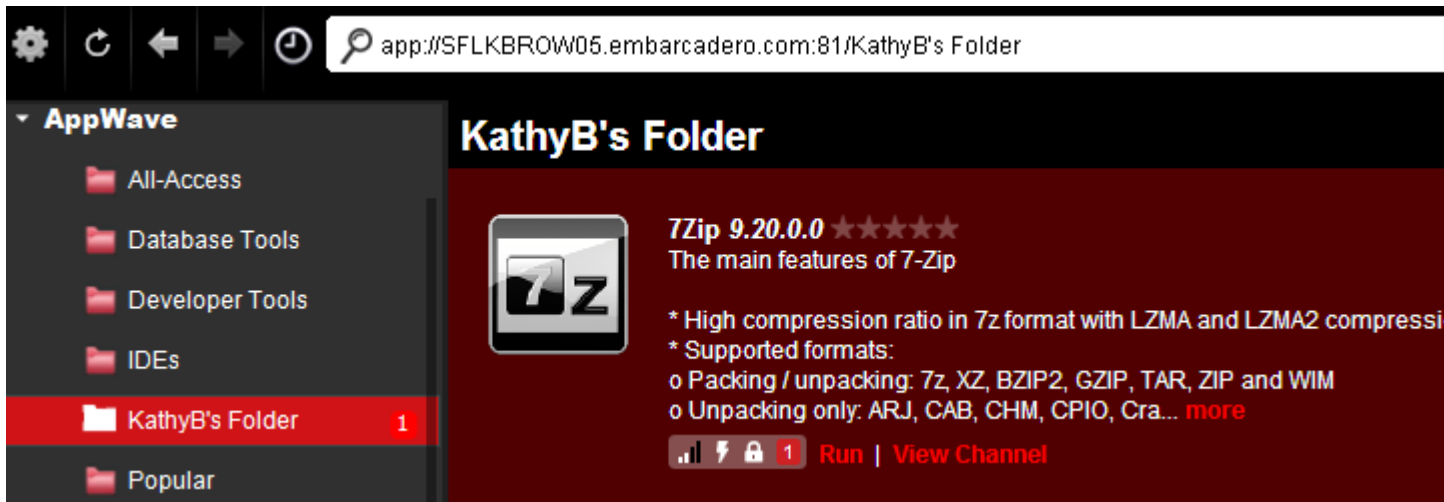 app://SFLKBROW05.embarcadero.com:81/KathyB's Folder
AppWave
All-Access
Database Tools
Developer Tools
IDEs
KathyB's Folder 1
Popular
KathyB's Folder
7z
7Zip 9.20.0.0
The main features of 7-Zip
* High compression ratio in 7z format with LZMA and LZMA2 compressi
* Supported formats:
o Packing / unpacking: 7z, XZ, BZIP2, GZIP, TAR, ZIP and WIM
o Unpacking only: ARJ, CAB, CHM, CPIO, Cra... more
1 Run | View Channel